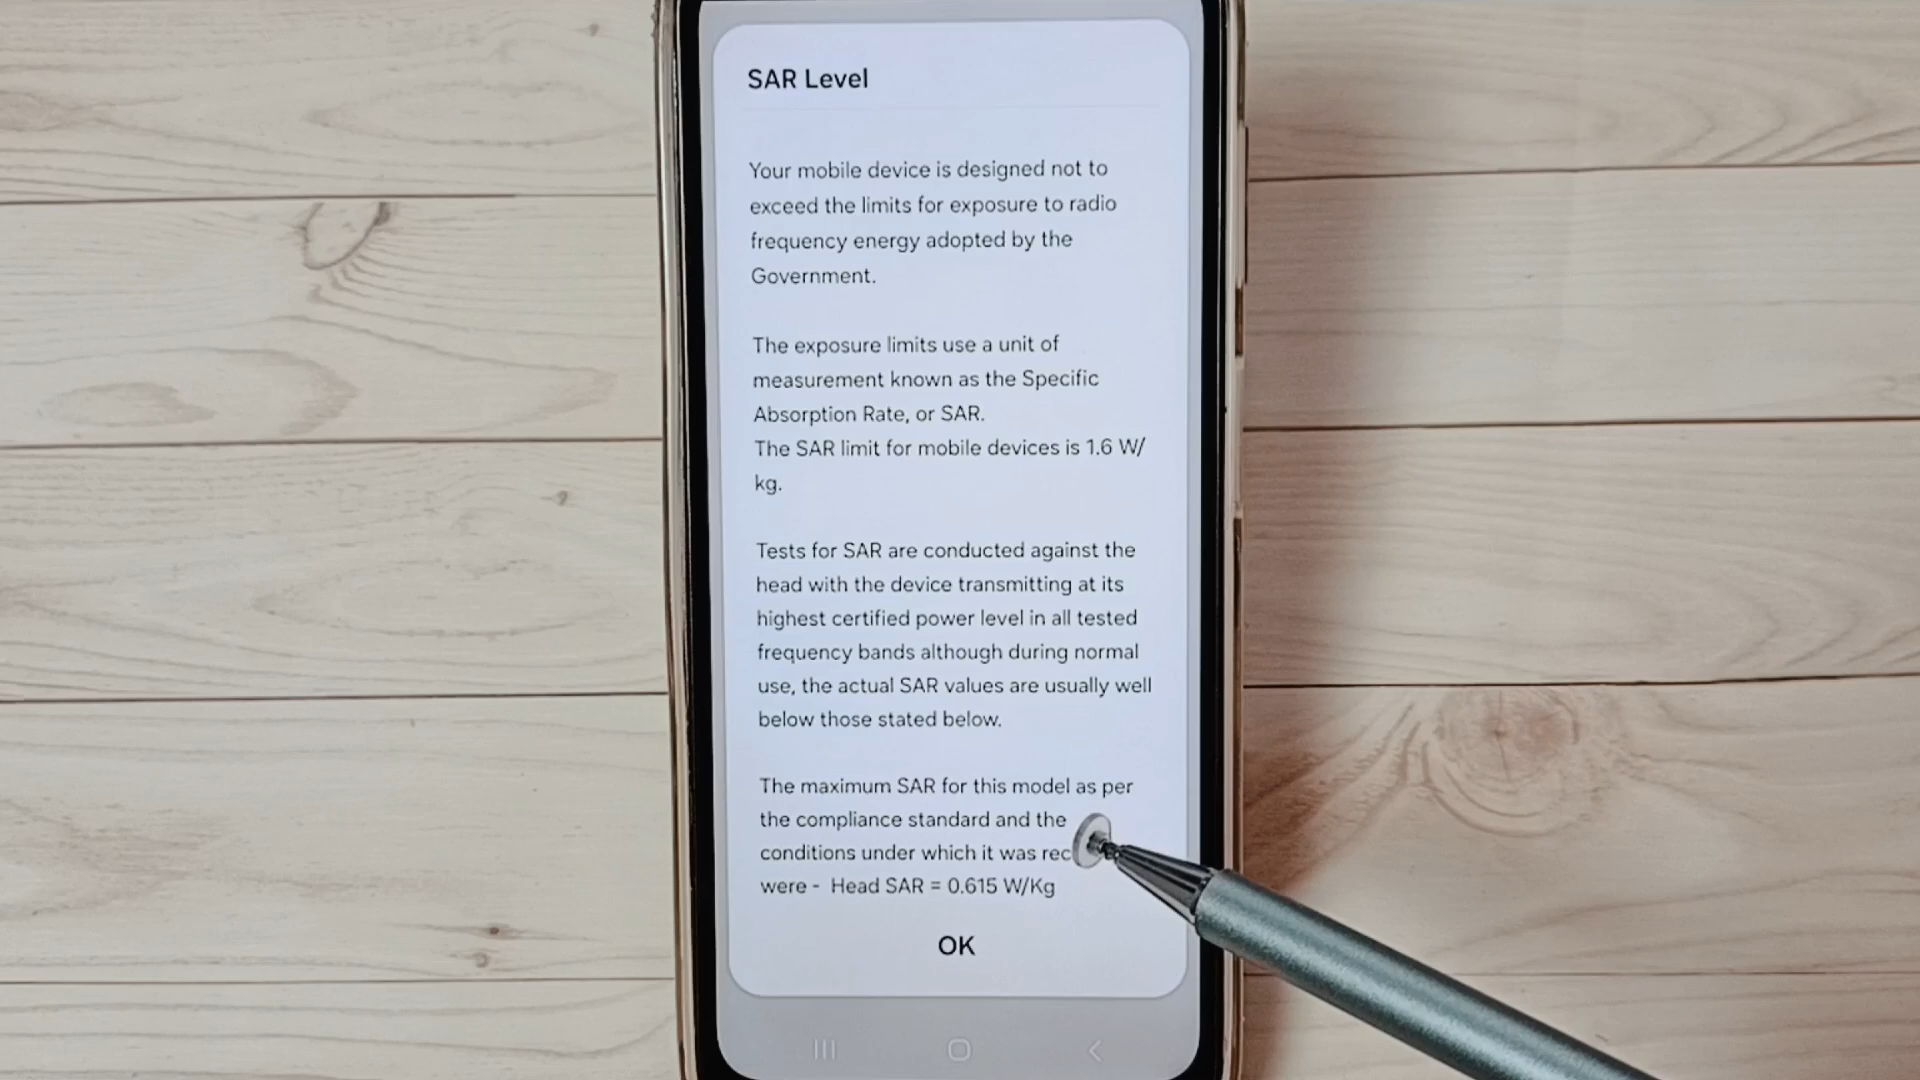 SAR Level
Your mobile device is designed not to
exceed the limits for exposure to radio
frequency energy adopted by the
Government.
The exposure limits use a unit of
measurement known as the Specific
Absorption Rate, or SAR.
The SAR limit for mobile devices is 1.6 W/
kg.
Tests for SAR are conducted against the
head with the device transmitting at its
highest certified power level in all tested
frequency bands although during normal
use, the actual SAR values are usually well
below those stated below.
The maximum SAR for this model as per
the compliance standard and the
conditions under which it was rec
were - Head SAR = 0.615 W/Kg
OK